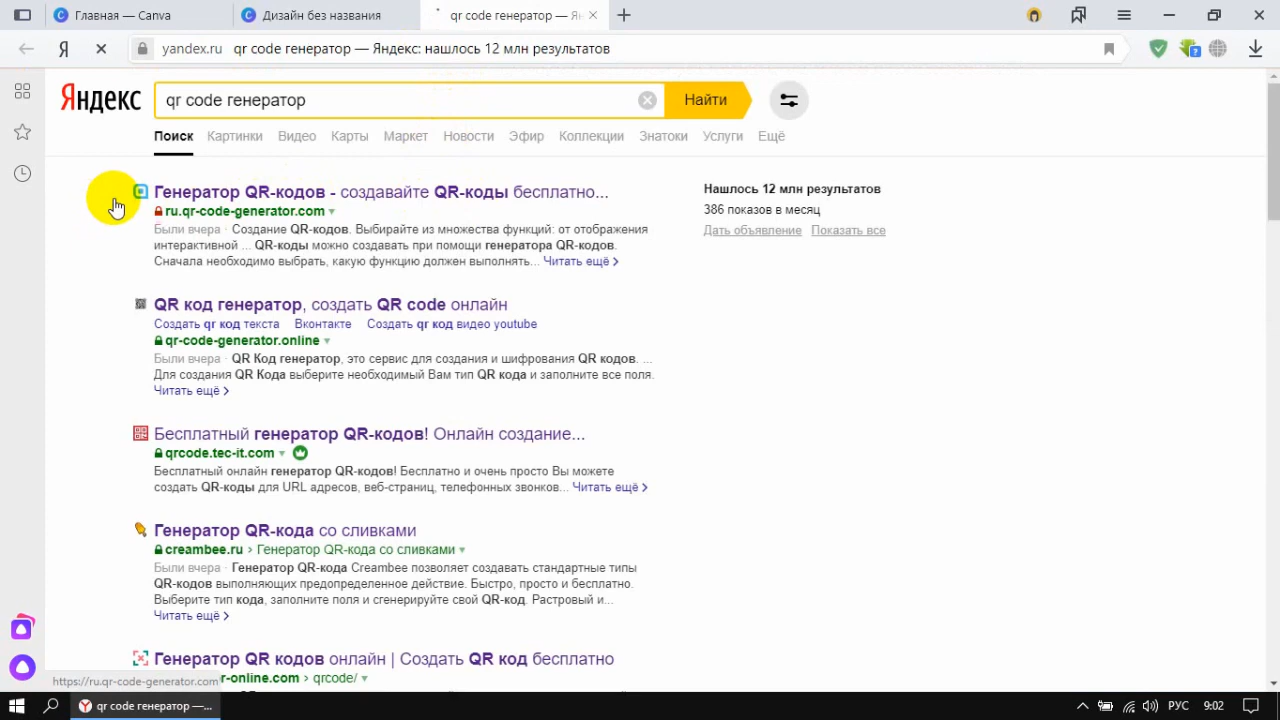 Главная — Canva
Дизайн без названия
qr code генератор — Ян
yandex.ru qr code генератор — Яндекс: нашлось 12 млн результатов
Яндекс
qr code генератор
Найти
Поиск Картинки Видео Карты Маркет Новости Эфир Коллекции Знатоки Услуги Ещё
Генератор QR-кодов - создавайте QR-коды бесплатно...
ru.qr-code-generator.com
Были вчера · Создание QR-кодов. Выбирайте из множества функций: от отображения
интерактивной ... QR-коды можно создавать при помощи генератора QR-кодов.
Сначала необходимо выбрать, какую функцию должен выполнять... Читать ещё >
Нашлось 12 млн результатов
386 показов в месяц
Дать объявление Показать все
QR код генератор, создать QR code онлайн
Создать qr код текста Вконтакте Создать qr код видео youtube
qr-code-generator.online
Были вчера · QR Код генератор, это сервис для создания и шифрования QR кодов. ...
Для создания QR Кода выберите необходимый Вам тип QR кода и заполните все поля.
Читать ещё >
Бесплатный генератор QR-кодов! Онлайн создание...
qrcode.tec-it.com
Бесплатный онлайн генератор QR-кодов! Бесплатно и очень просто Вы можете
создать QR-коды для URL адресов, веб-страниц, телефонных звонков... Читать ещё >
Генератор QR-кода со сливками
creambee.ru › Генератор QR-кода со сливками
Были вчера · Генератор QR-кода Creambee позволяет создавать стандартные типы
QR-кодов выполняющих предопределенное действие. Быстро, просто и бесплатно.
Выберите тип кода, заполните поля и сгенерируйте свой QR-код. Растровый и...
Читать ещё >
Генератор QR кодов онлайн | Создать QR код бесплатно
r-online.com › qrcode/
https://ru.qr-code-generator.com
qr code генератор —...
РУС
9:02